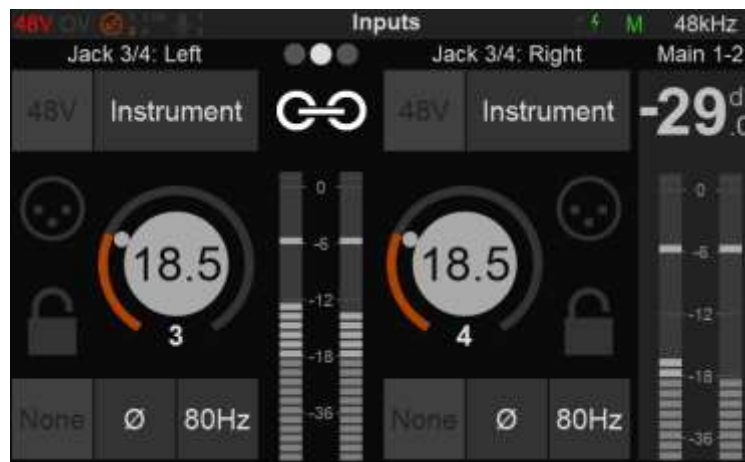 48V OV Inputs M 48kHz
Jack 3/4: Left Jack 3/4: Right Main 1-2
48V Instrument 48V Instrument -29 d
.0
0 0
-6 -6
18.5 18.5
-12 -12
3 4
-18 -18
None Ø 80Hz -36 None Ø 80Hz -36